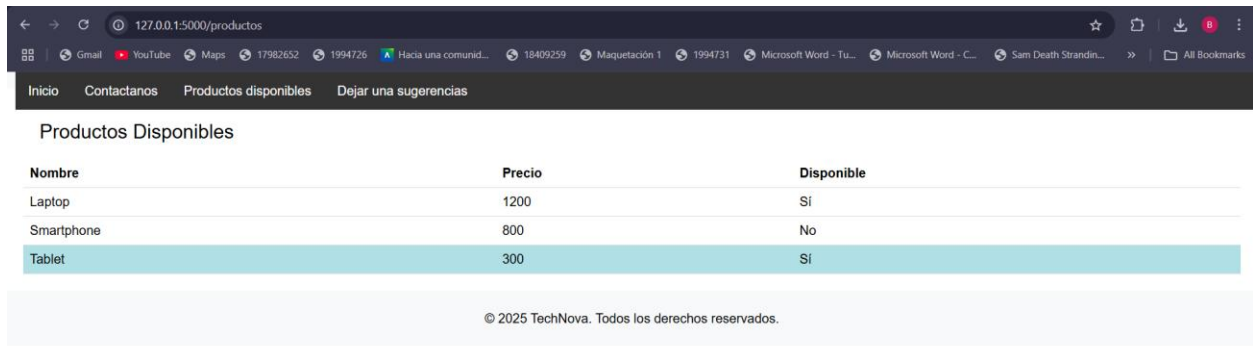 127.0.0.1:5000/productos
B
Gmail YouTube Maps 17982652 1994726 Hacia una comunid... 18409259 Maquetación 1 1994731 Microsoft Word - Tu... Microsoft Word - C... Sam Death Strandin... » All Bookmarks
Inicio Contactanos Productos disponibles Dejar una sugerencias
Productos Disponibles
Nombre Precio Disponible
Laptop 1200 Sí
Smartphone 800 No
Tablet 300 Sí
© 2025 TechNova. Todos los derechos reservados.